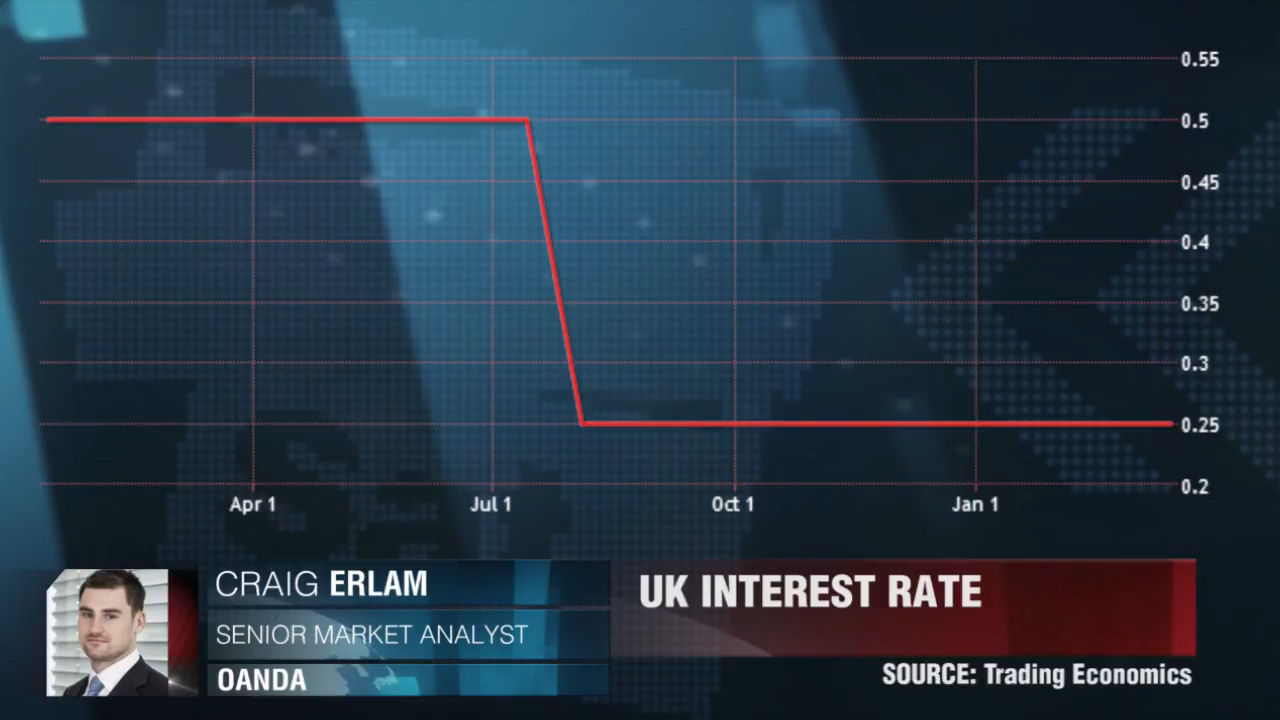 0.55
0.5
0.45
0.4
0.35
0.3
0.25
0.2
Apr 1 Jul 1 Oct 1 Jan 1
CRAIG ERLAM
SENIOR MARKET ANALYST
OANDA
UK INTEREST RATE
SOURCE: Trading Economics